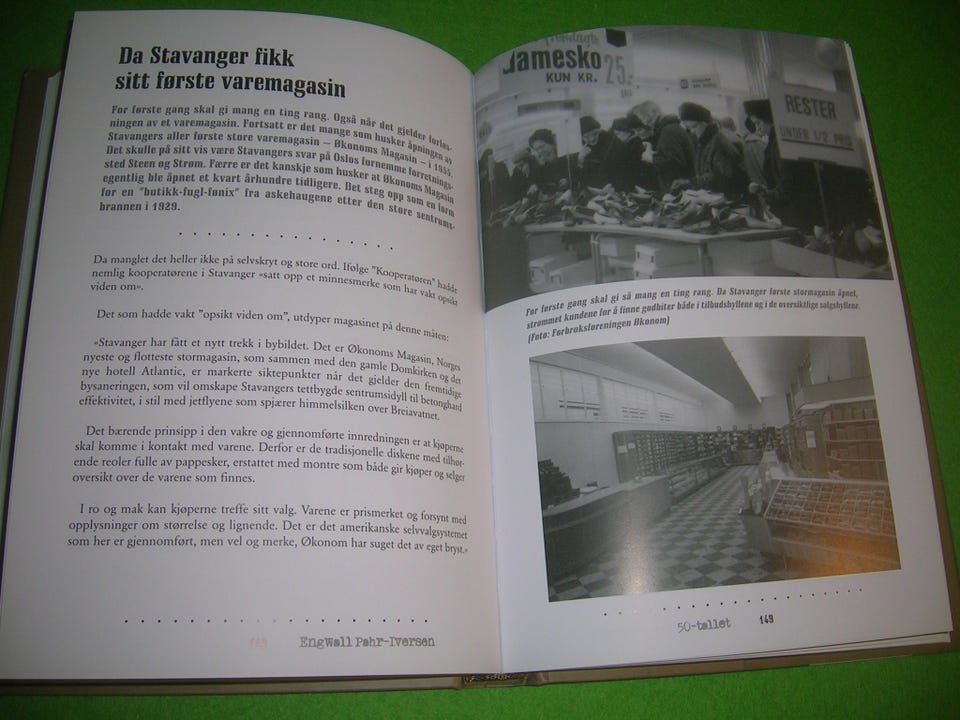 Da Stavanger fikk
sitt første varemagasin
For første gang skal gi mang en ting rang. Også når det gjelder åpningen av et varemagasin. Fortsatt er det mange som husker åpningen av
Stavangers aller første store varemagasin – Økonoms Magasin – i 1955.
Det skulle på sitt vis være Stavangers svar på Oslos fornemme forretnings-
sted Steen og Strøm. Færre er det kanskje som husker at Økonoms Magasin
egentlig ble åpnet et kvart århundre tidligere. Det steg opp som en form
for en "butikk-fugl-fønix" fra askehaugene etter den store sentrums-
brannen i 1929.
Da manglet det heller ikke på selvskryt og store ord. Ifølge "Kooperatøren" hadde
nemlig kooperatørene i Stavanger «satt opp et minnesmerke som har vakt opsikt
viden om».
Det som hadde vakt "opsikt viden om", utdyper magasinet på denne måten:
«Stavanger har fått et nytt trekk i bybildet. Det er Økonoms Magasin, Norges
nyeste og flotteste stormagasin, som sammen med den gamle Domkirken og det
nye hotell Atlantic, er markerte siktepunkter når det gjelder den fremtidige
bysaneringen, som vil omskape Stavangers tettbygde sentrumsidyll til betonghard
effektivitet, i stil med jetflyene som spjærer himmelsilken over Breiavatnet.
Det bærende prinsipp i den vakre og gjennomførte innredningen er at kjøperne
skal komme i kontakt med varene. Derfor er de tradisjonelle diskene med tilhør-
ende reoler fulle av pappesker, erstattet med montre som både gir kjøper og selger
oversikt over de varene som finnes.
I ro og mak kan kjøperne treffe sitt valg. Varene er prismerket og forsynt med
opplysninger om størrelse og lignende. Det er det amerikanske selvvalgsystemet
som her er gjennomført, men vel og merke, Økonom har suget det av eget bryst.»
EngWall Pahr-Iversen
Damesko
KUN KR. 25.-
RESTER
UNDER 1/2 PRIS
For første gang skal gi så mang en ting rang. Da Stavanger første stormagasin åpnet,
strømmet kundene for å finne godbiter både i tilbudshyllene og i de oversiktlige salgshyllene.
(Foto: Forbruksforeningen Økonom)
50-tallet 149